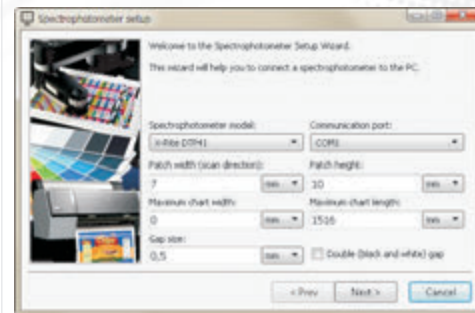 Spectrophotometer setup
Welcome to the Spectrophotometer Setup Wizard.
This wizard will help you to connect a spectrophotometer to the PC.
Spectrophotometer model: Communication port:
X-Rite DTP41 COM1
Patch width (scan direction): Patch height:
7 mm 10 mm
Maximum chart width: Maximum chart length:
0 mm 1516 mm
Gap size:
0,5 mm Double (black and white) gap
< Prev Next > Cancel